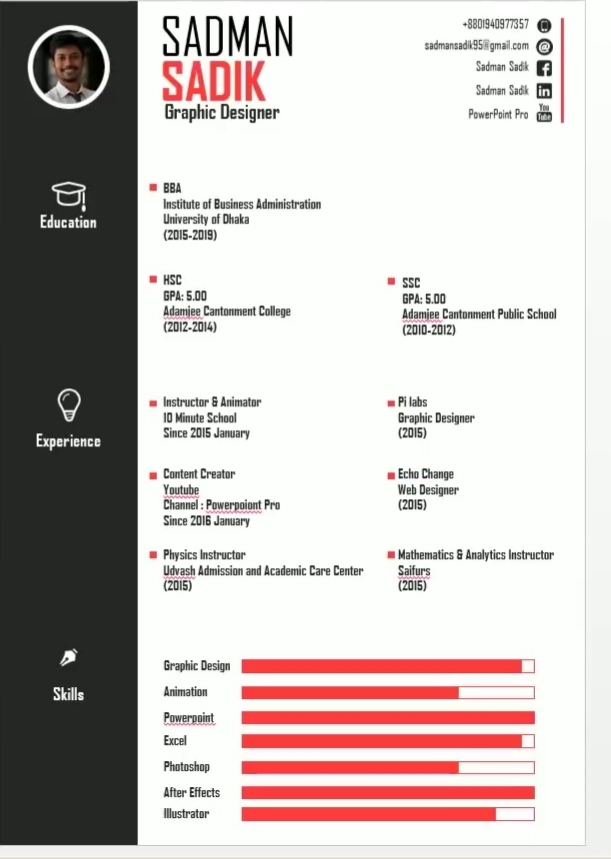 SADMAN
SADIK
Graphic Designer
+8801940977357
sadmansadik95@gmail.com
Sadman Sadik
Sadman Sadik
in
PowerPoint Pro
You
Tube
Education
BBA
Institute of Business Administration
University of Dhaka
(2015-2019)
HSC
GPA: 5.00
Adamjee Cantonment College
(2012-2014)
SSC
GPA: 5.00
Adamjee Cantonment Public School
(2010-2012)
Experience
Instructor & Animator
10 Minute School
Since 2015 January
Pi labs
Graphic Designer
(2015)
Content Creator
Youtube
Channel : Powerpoiont Pro
Since 2016 January
Echo Change
Web Designer
(2015)
Physics Instructor
Udvash Admission and Academic Care Center
(2015)
Mathematics & Analytics Instructor
Saifurs
(2015)
Skills
Graphic Design
Animation
Powerpoint
Excel
Photoshop
After Effects
Illustrator